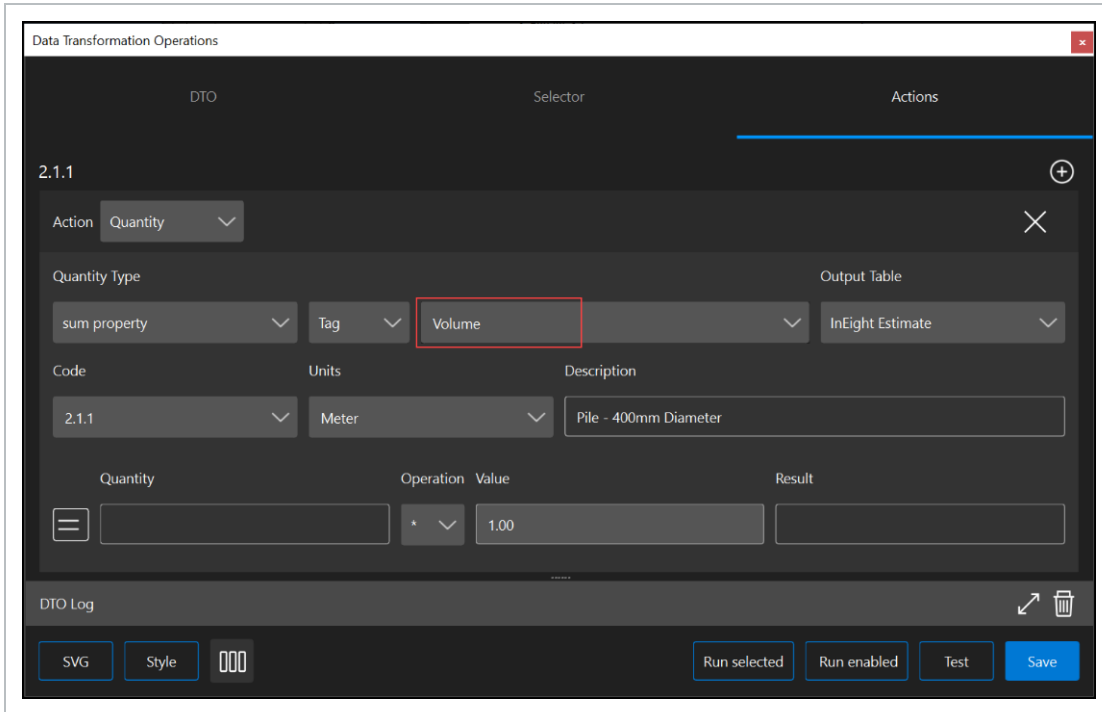 Data Transformation Operations
DTO Selector Actions
2.1.1
Action Quantity
Quantity Type Output Table
sum property Tag Volume InEight Estimate
Code Units Description
2.1.1 Meter Pile - 400mm Diameter
Quantity Operation Value Result
= * 1.00
DTO Log
SVG Style Run selected Run enabled Test Save